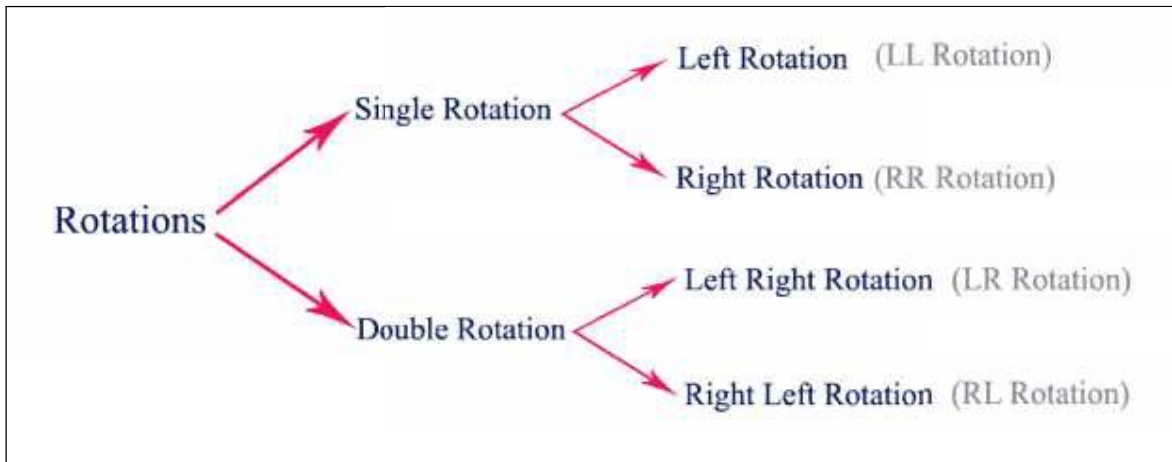 Left Rotation (LL Rotation)
Single Rotation
Right Rotation (RR Rotation)
Rotations
Left Right Rotation (LR Rotation)
Double Rotation
Right Left Rotation (RL Rotation)